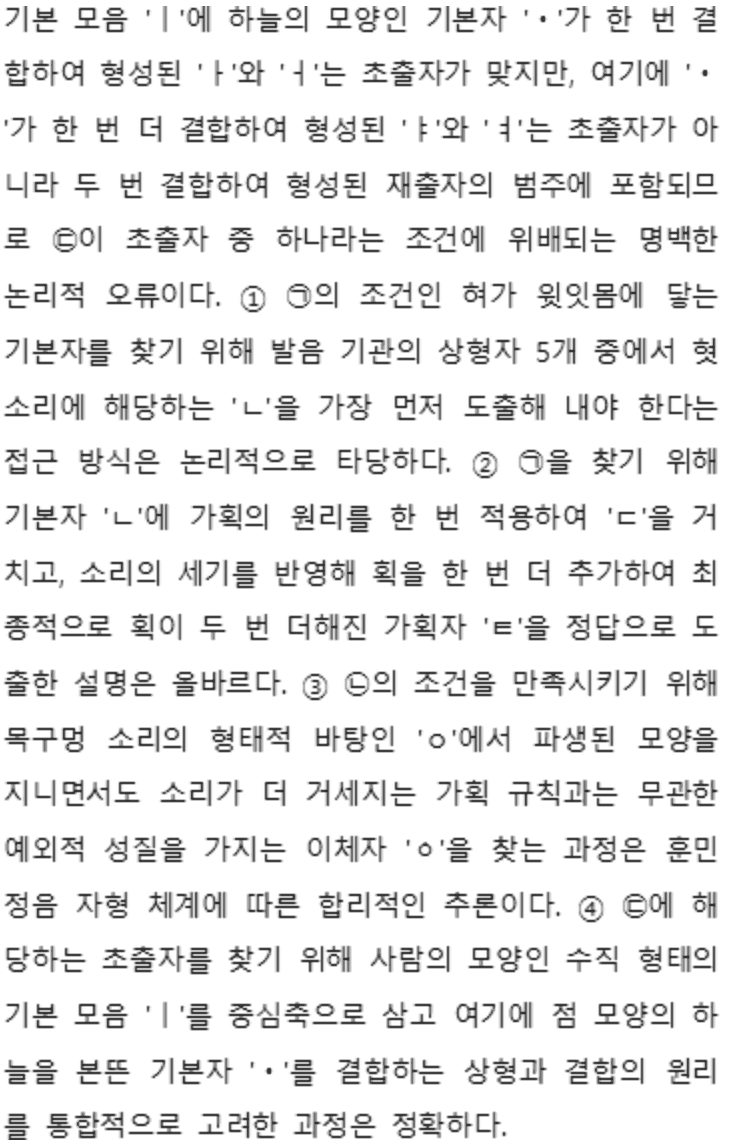 기본 모음 'ㅣ'에 하늘의 모양인 기본자 'ㆍ'가 한 번 결
합하여 형성된 'ㅏ'와 'ㅓ'는 초출자가 맞지만, 여기에 'ㆍ
'가 한 번 더 결합하여 형성된 'ㅑ'와 'ㅕ'는 초출자가 아
니라 두 번 결합하여 형성된 재출자의 범주에 포함되므
로 ㉢이 초출자 중 하나라는 조건에 위배되는 명백한
논리적 오류이다. ① ㉠의 조건인 혀가 윗잇몸에 닿는
기본자를 찾기 위해 발음 기관의 상형자 5개 중에서 혓
소리에 해당하는 'ㄴ'을 가장 먼저 도출해 내야 한다는
접근 방식은 논리적으로 타당하다. ② ㉠을 찾기 위해
기본자 'ㄴ'에 가획의 원리를 한 번 적용하여 'ㄷ'을 거
치고, 소리의 세기를 반영해 획을 한 번 더 추가하여 최
종적으로 획이 두 번 더해진 가획자 'ㅌ'을 정답으로 도
출한 설명은 올바르다. ③ ㉡의 조건을 만족시키기 위해
목구멍 소리의 형태적 바탕인 'ㅇ'에서 파생된 모양을
지니면서도 소리가 더 거세지는 가획 규칙과는 무관한
예외적 성질을 가지는 이체자 'ㆁ'을 찾는 과정은 훈민
정음 자형 체계에 따른 합리적인 추론이다. ④ ㉢에 해
당하는 초출자를 찾기 위해 사람의 모양인 수직 형태의
기본 모음 'ㅣ'를 중심축으로 삼고 여기에 점 모양의 하
늘을 본뜬 기본자 'ㆍ'를 결합하는 상형과 결합의 원리
를 통합적으로 고려한 과정은 정확하다.